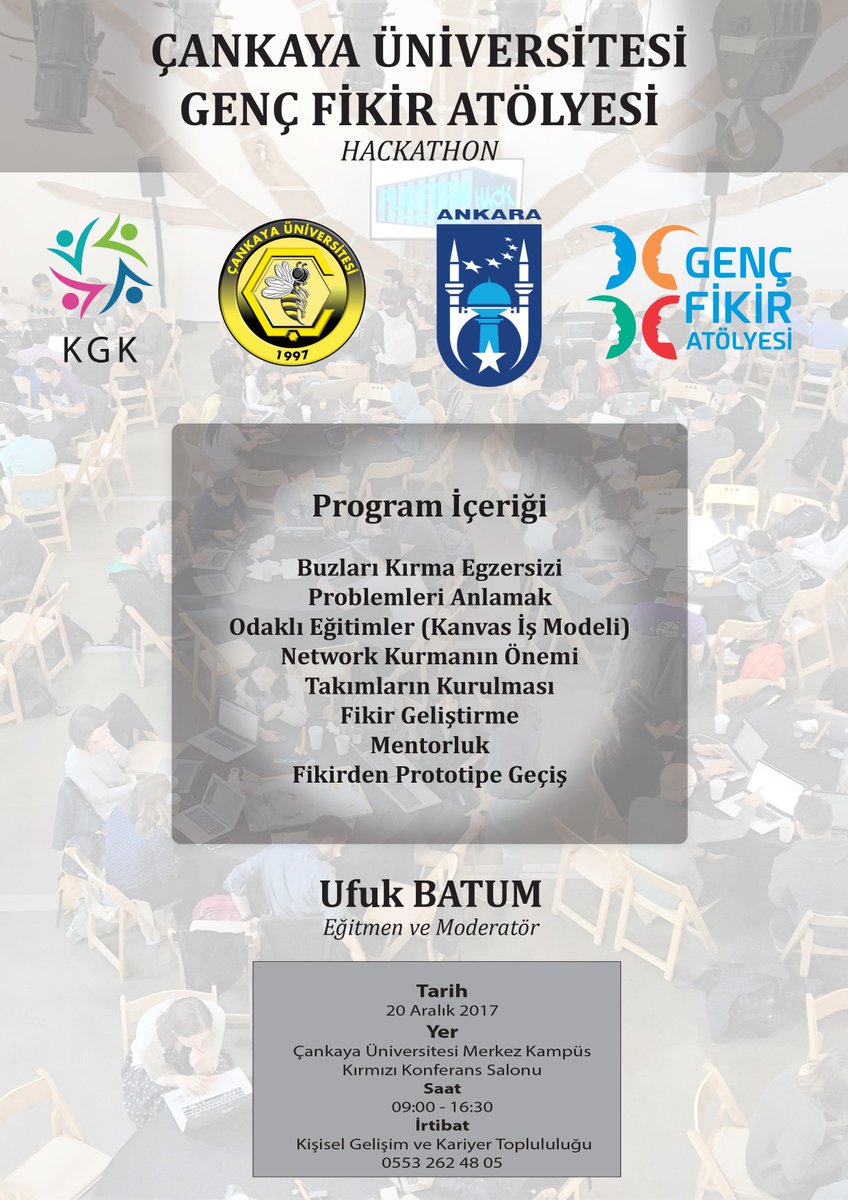 ÇANKAYA ÜNİVERSİTESİ
GENÇ FİKİR ATÖLYESİ
HACKATHON
HACK
KGK
ÇANKAYA ÜNİVERSİTESİ
1997
ANKARA
GENÇ
FİKİR
ATÖLYESİ
Program İçeriği
Buzları Kırma Egzersizi
Problemleri Anlamak
Odaklı Eğitimler (Kanvas İş Modeli)
Network Kurmanın Önemi
Takımların Kurulması
Fikir Geliştirme
Mentorluk
Fikirden Prototipe Geçiş
Ufuk BATUM
Eğitmen ve Moderatör
Tarih
20 Aralık 2017
Yer
Çankaya Üniversitesi Merkez Kampüs
Kırmızı Konferans Salonu
Saat
09:00 - 16:30
İrtibat
Kişisel Gelişim ve Kariyer Toplululuğu
0553 262 48 05